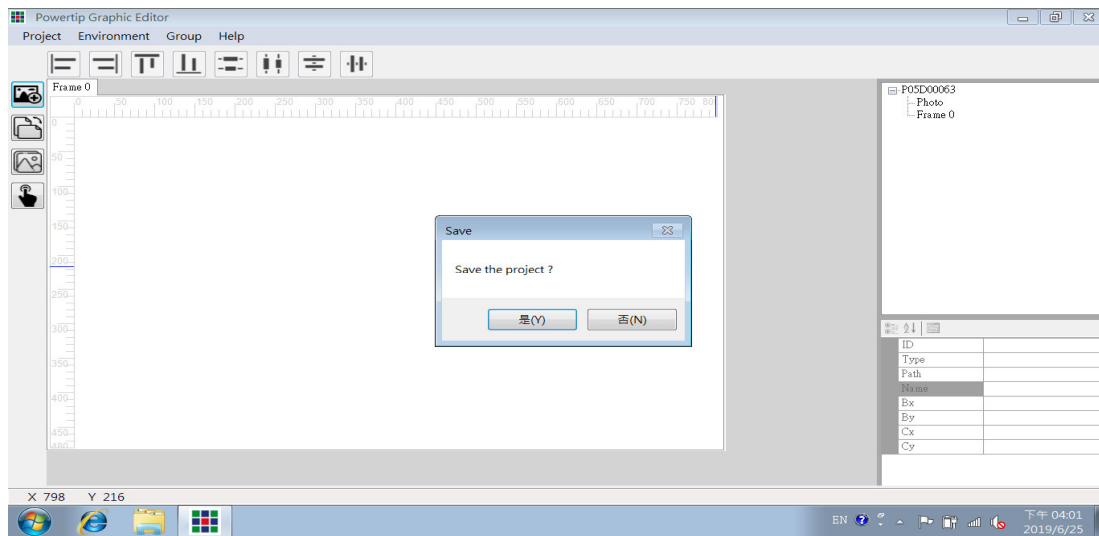 Powertip Graphic Editor
Project Environment Group Help
Frame 0
0 50 100 150 200 250 300 350 400 450 500 550 600 650 700 750 80
0
50
100
150
200
250
300
350
400
450
480
Save
Save the project ?
是(Y) 否(N)
P05D00063
Photo
Frame 0
ID
Type
Path
Name
Bx
By
Cx
Cy
X 798 Y 216
EN
下午 04:01
2019/6/25